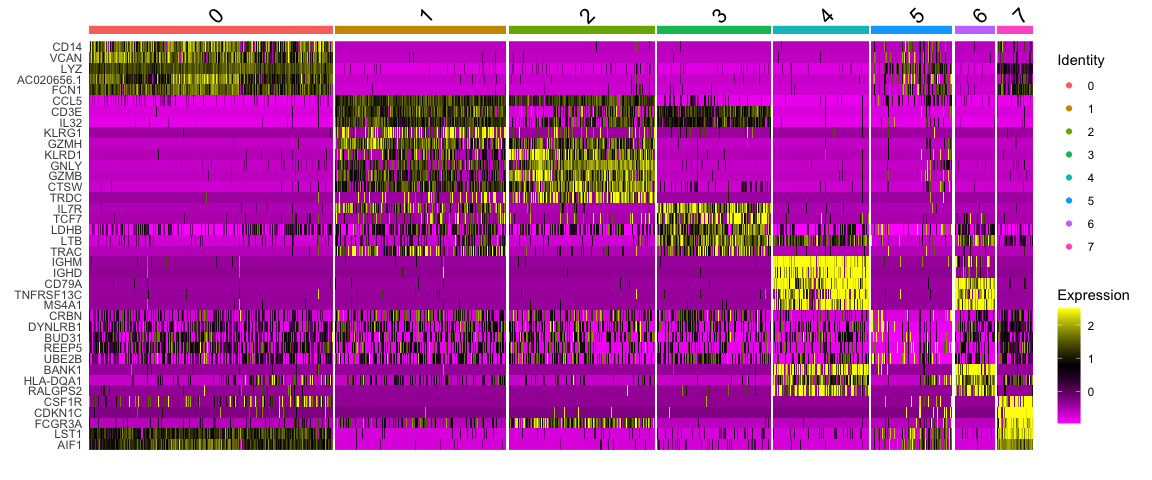 0 1 2 3 4 5 6 7
CD14
VCAN
LYZ
AC020656.1
FCN1
CCL5
CD3E
IL32
KLRG1
GZMH
KLRD1
GNLY
GZMB
CTSW
TRDC
IL7R
TCF7
LDHB
LTB
TRAC
IGHM
IGHD
CD79A
TNFRSF13C
MS4A1
CRBN
DYNLRB1
BUD31
REEP5
UBE2B
BANK1
HLA-DQA1
RALGPS2
CSF1R
CDKN1C
FCGR3A
LST1
AIF1
Identity
0
1
2
3
4
5
6
7
Expression
2
1
0